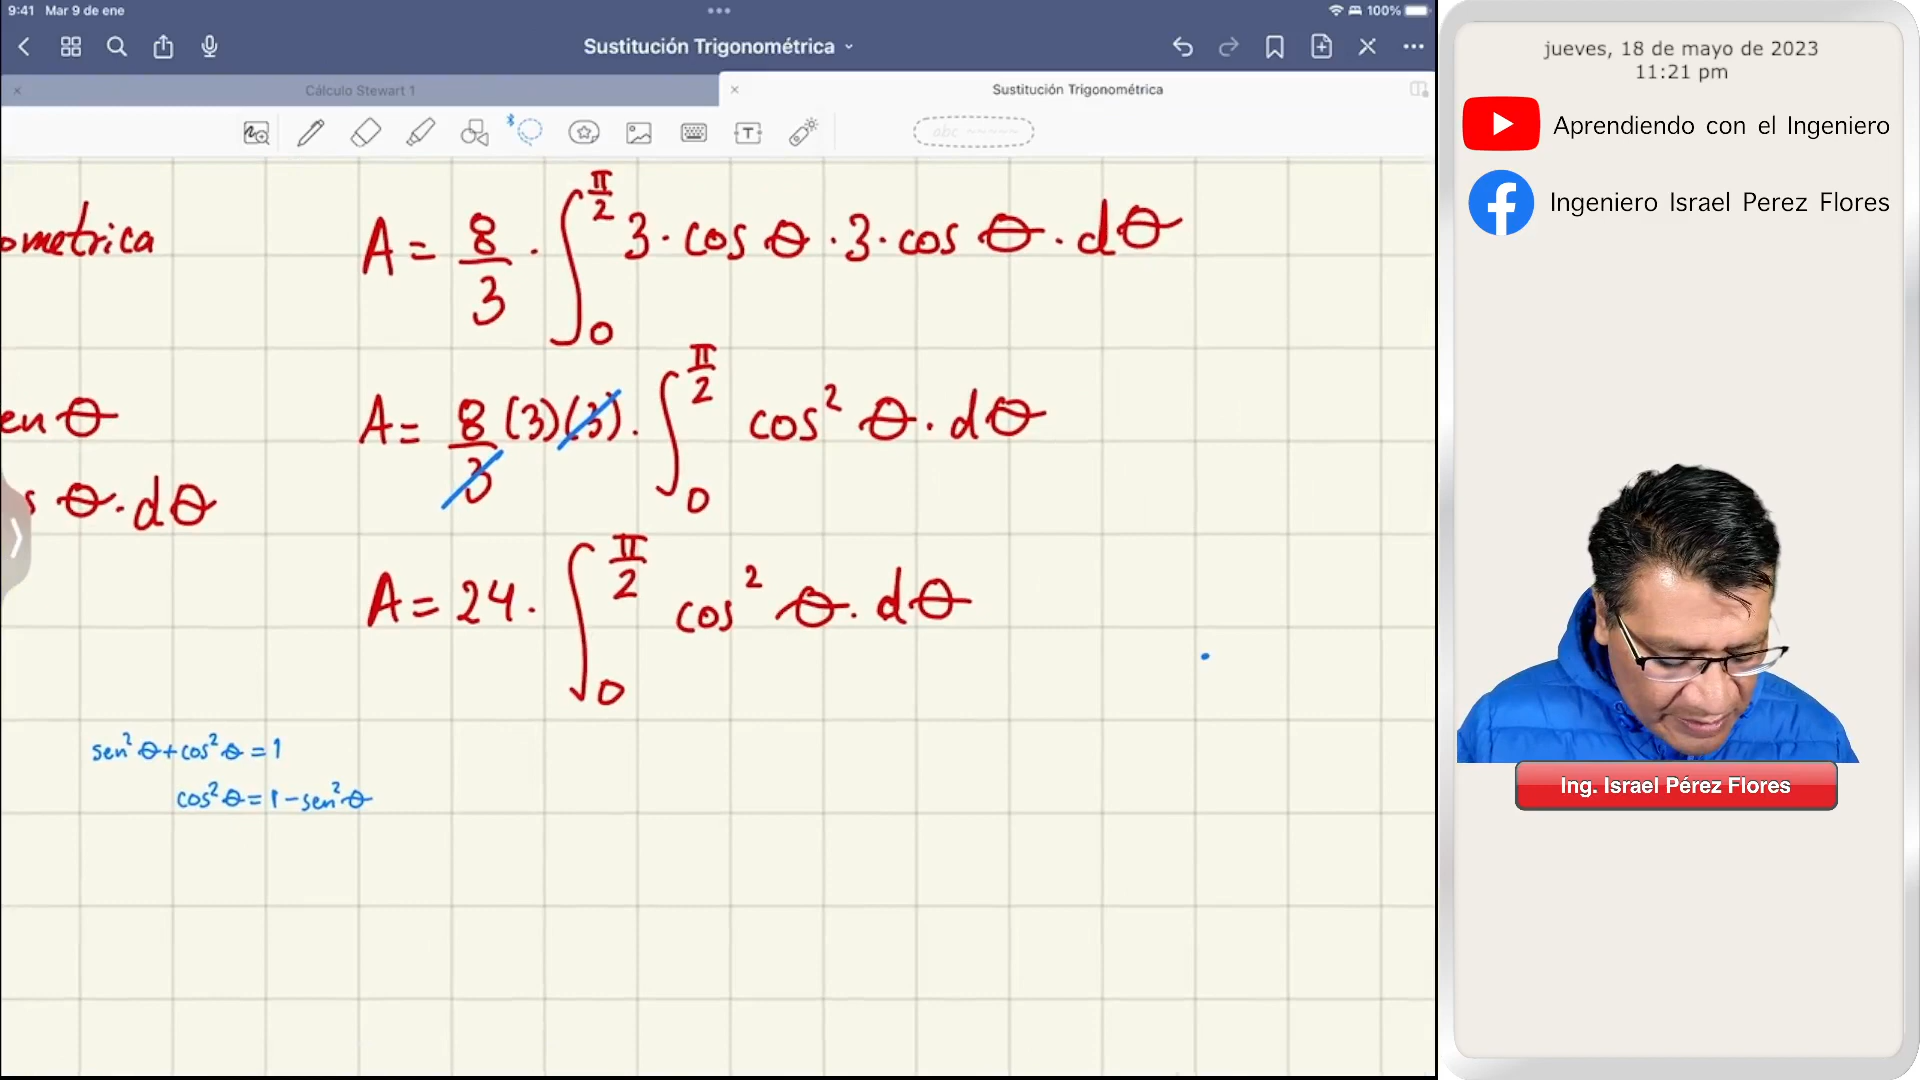 9:41 Mar 9 de ene
100%
Sustitución Trigonométrica
Cálculo Stewart 1
Sustitución Trigonométrica
abc
ometrica
A = 8/3 · ∫₀^(π/2) 3 · cos θ · 3 · cos θ · dθ
A = 8/3 (3)(3) · ∫₀^(π/2) cos² θ · dθ
en θ
s θ · dθ
A = 24 · ∫₀^(π/2) cos² θ · dθ
sen² θ + cos² θ = 1
cos² θ = 1 - sen² θ
jueves, 18 de mayo de 2023
11:21 pm
Aprendiendo con el Ingeniero
Ingeniero Israel Perez Flores
Ing. Israel Pérez Flores